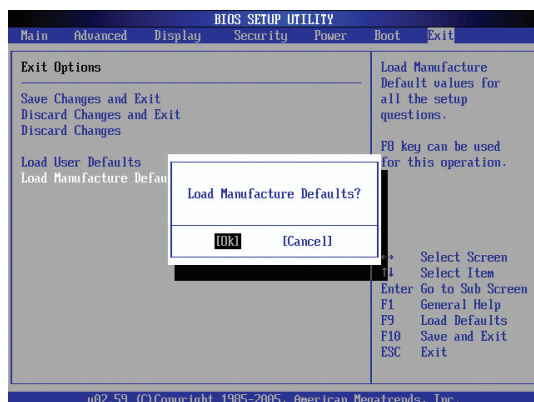 BIOS SETUP UTILITY
Main Advanced Display Security Power Boot Exit
Exit Options
Save Changes and Exit
Discard Changes and Exit
Discard Changes
Load User Defaults
Load Manufacture Defau
Load Manufacture Defaults?
[Ok] [Cancel]
Load Manufacture
Default values for
all the setup
questions.
F8 key can be used
for this operation.
↔ Select Screen
↑↓ Select Item
Enter Go to Sub Screen
F1 General Help
F9 Load Defaults
F10 Save and Exit
ESC Exit
v02.59 (C)Copyright 1985-2005, American Megatrends, Inc.